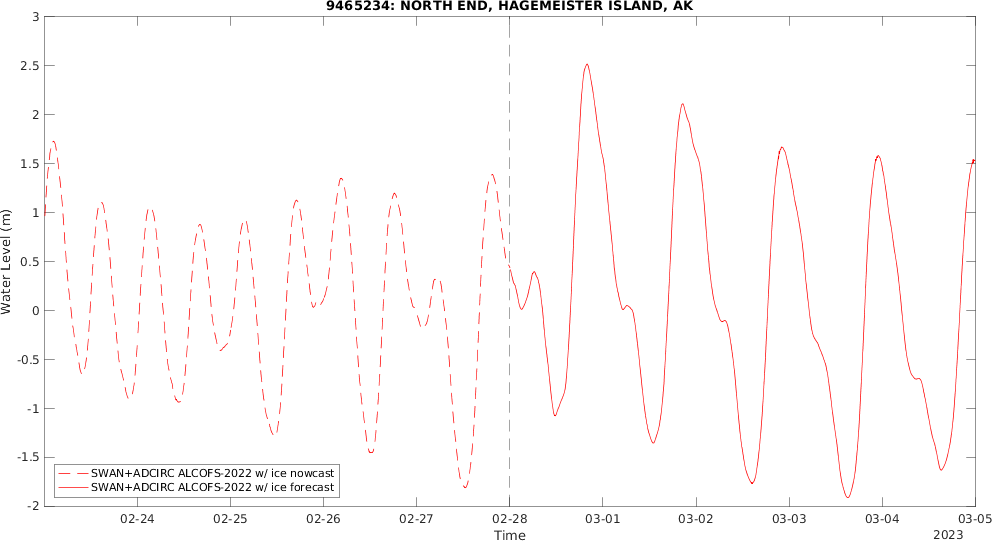 9465234: NORTH END, HAGEMEISTER ISLAND, AK
3
2.5
2
1.5
1
0.5
0
-0.5
-1
-1.5
-2
Water Level (m)
SWAN+ADCIRC ALCOFS-2022 w/ ice nowcast
SWAN+ADCIRC ALCOFS-2022 w/ ice forecast
02-24 02-25 02-26 02-27 02-28 03-01 03-02 03-03 03-04 03-05
Time
2023